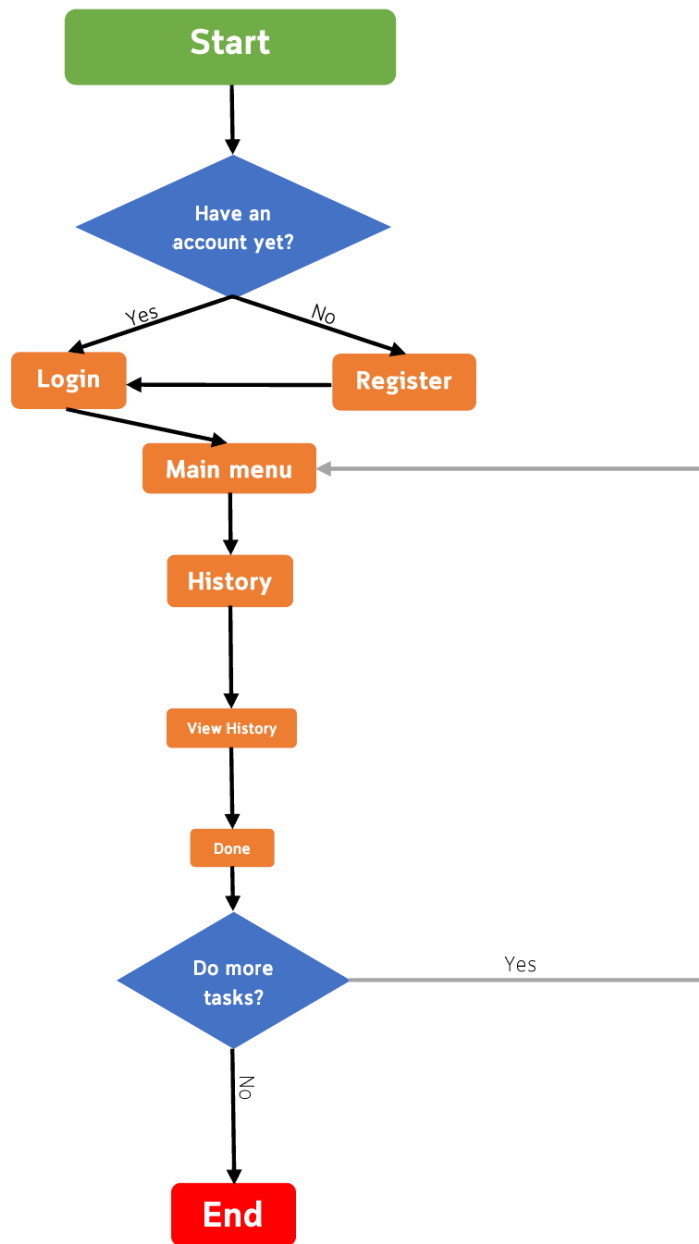 Start
Have an
account yet?
Yes
No
Login
Register
Main menu
History
View History
Done
Do more
tasks?
Yes
No
End